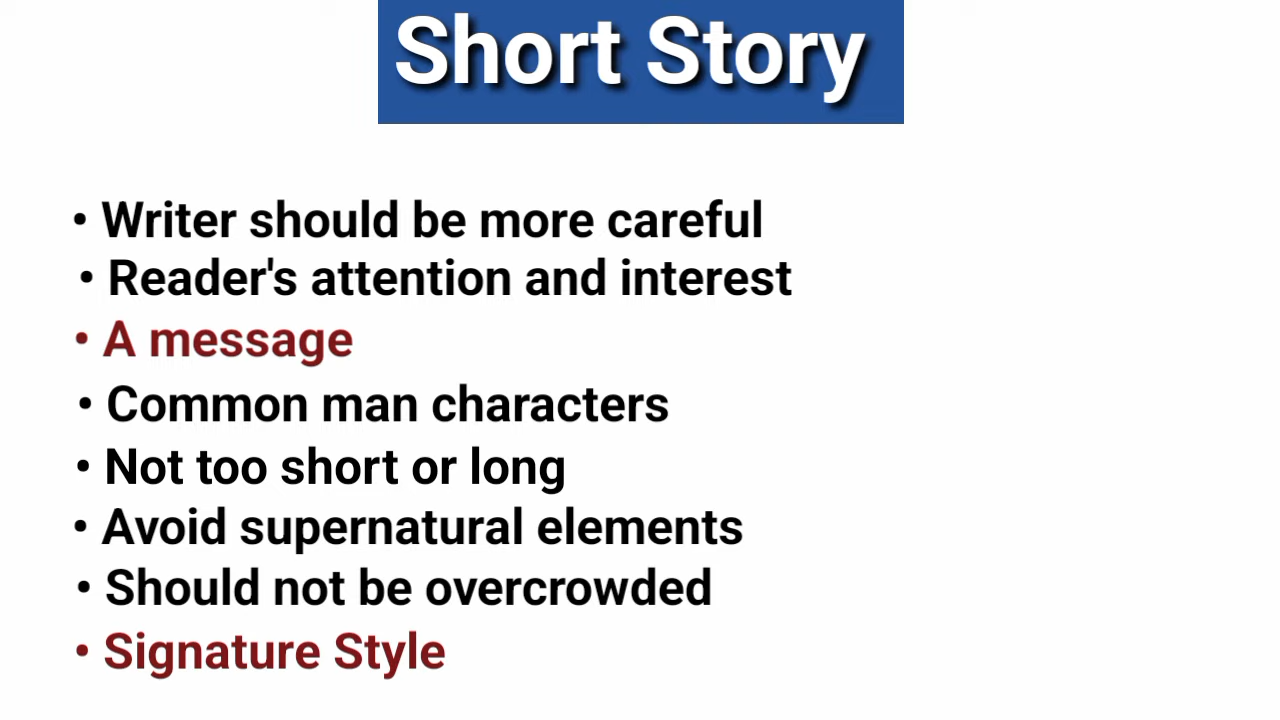 Short Story
• Writer should be more careful
• Reader's attention and interest
• A message
• Common man characters
• Not too short or long
• Avoid supernatural elements
• Should not be overcrowded
• Signature Style